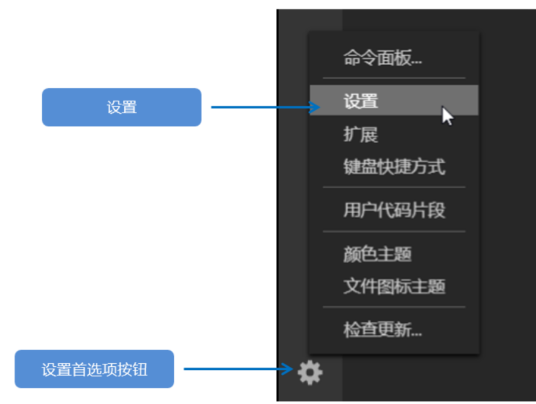 命令面板...
设置
设置
扩展
键盘快捷方式
用户代码片段
颜色主题
文件图标主题
检查更新...
设置首选项按钮